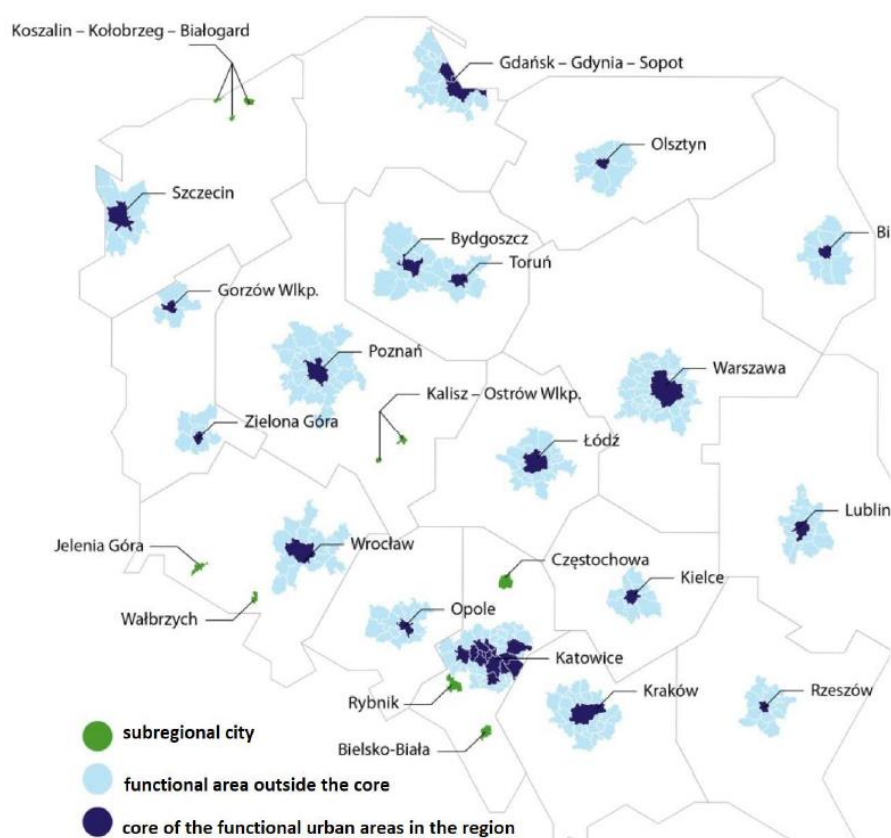 Koszalin – Kołobrzeg – Białogard
Gdańsk – Gdynia – Sopot
Olsztyn
Szczecin
Bi
Bydgoszcz
Toruń
Gorzów Wlkp.
Poznań
Warszawa
Kalisz – Ostrów Wlkp.
Zielona Góra
Łódź
Lublin
Jelenia Góra
Wrocław
Częstochowa
Kielce
Wałbrzych
Opole
Katowice
Rybnik
Kraków
Rzeszów
subregional city
Bielsko-Biała
functional area outside the core
core of the functional urban areas in the region